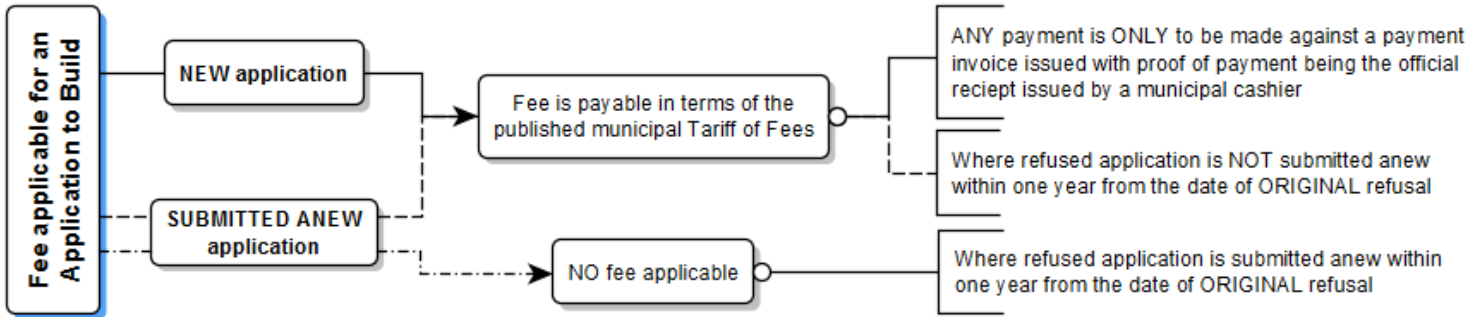 Fee applicable for an
Application to Build
NEW application
SUBMITTED ANEW
application
Fee is payable in terms of the
published municipal Tariff of Fees
NO fee applicable
ANY payment is ONLY to be made against a payment
invoice issued with proof of payment being the official
reciept issued by a municipal cashier
Where refused application is NOT submitted anew
within one year from the date of ORIGINAL refusal
Where refused application is submitted anew within
one year from the date of ORIGINAL refusal